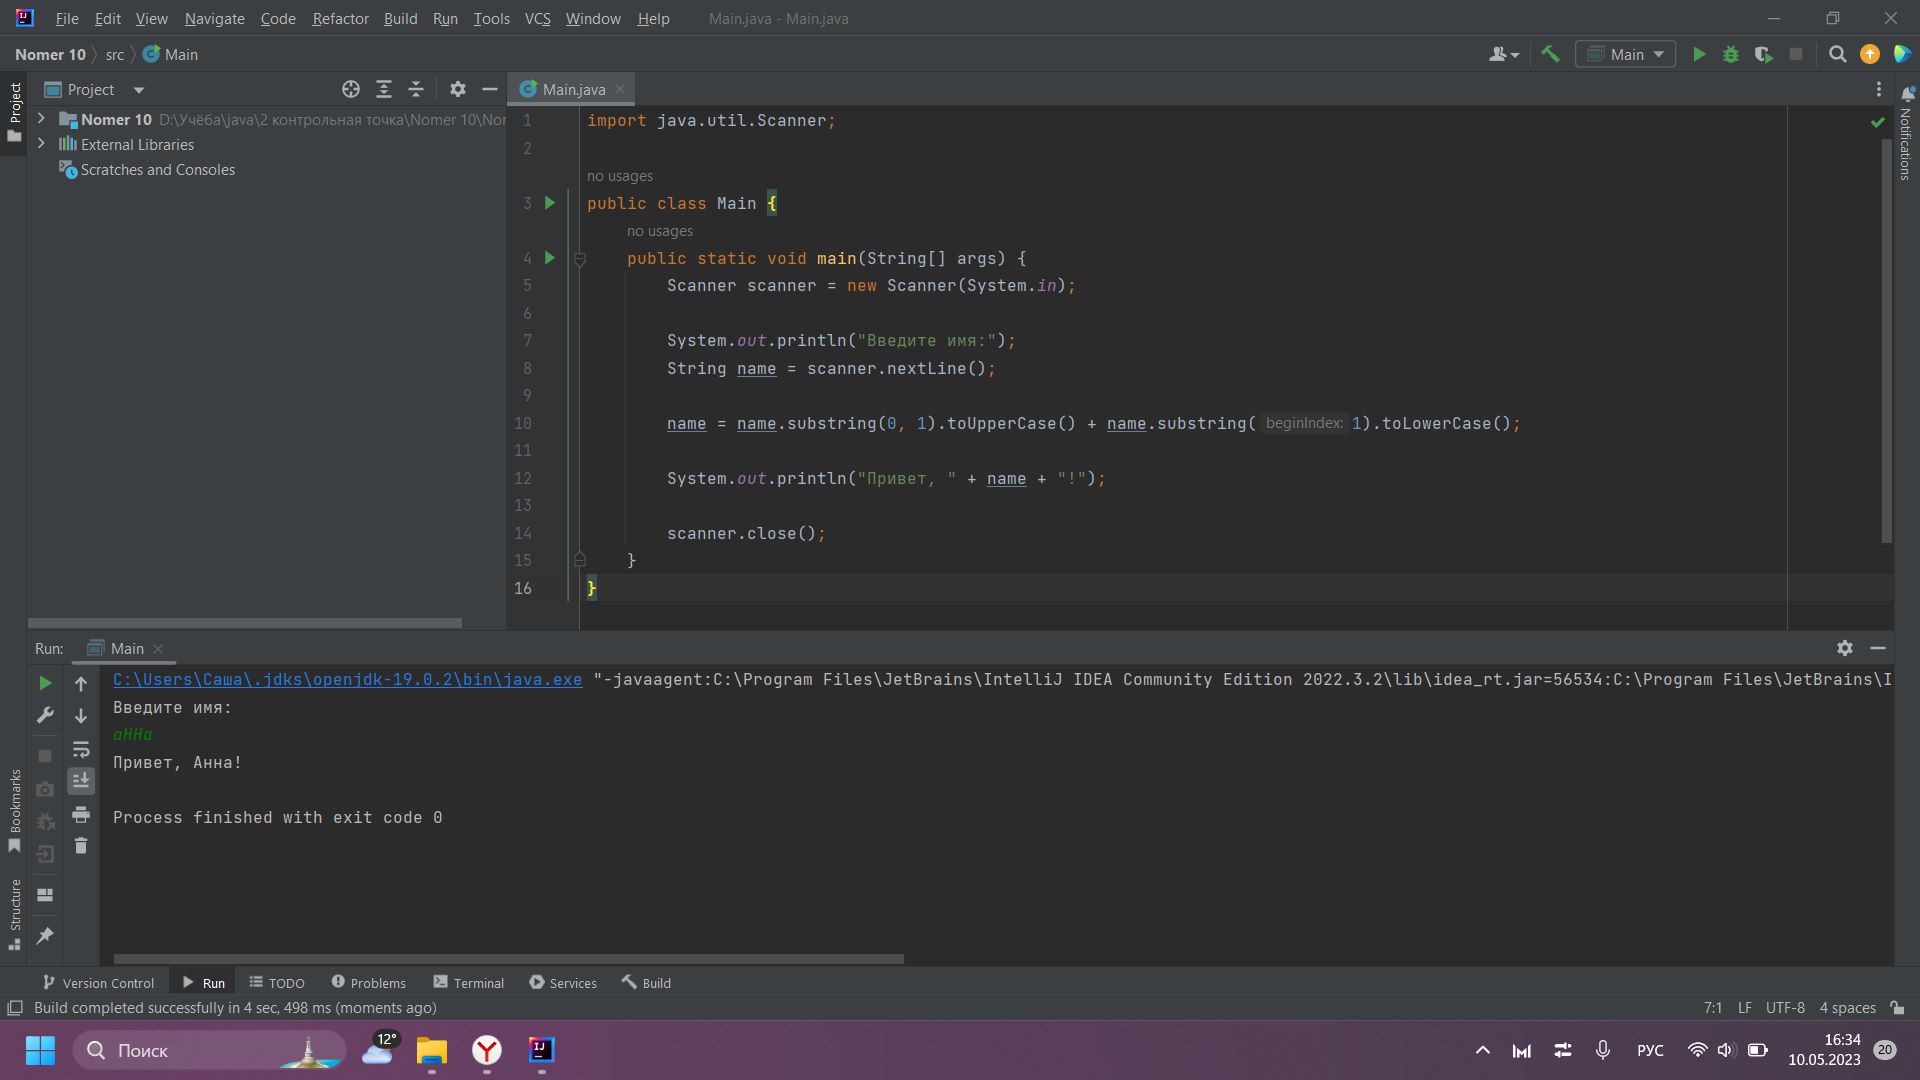 File Edit View Navigate Code Refactor Build Run Tools VCS Window Help Main.java - Main.java
Nomer 10 src Main
Main
Project
Main.java
Project
Notifications
Nomer 10 D:\Учёба\java\2 контрольная точка\Nomer 10\Nor
External Libraries
Scratches and Consoles
1 import java.util.Scanner;
2
no usages
3 public class Main {
no usages
4 public static void main(String[] args) {
5 Scanner scanner = new Scanner(System.in);
6
7 System.out.println("Введите имя:");
8 String name = scanner.nextLine();
9
10 name = name.substring(0, 1).toUpperCase() + name.substring( beginIndex: 1).toLowerCase();
11
12 System.out.println("Привет, " + name + "!");
13
14 scanner.close();
15 }
16 }
Run: Main
C:\Users\Саша\.jdks\openjdk-19.0.2\bin\java.exe "-javaagent:C:\Program Files\JetBrains\IntelliJ IDEA Community Edition 2022.3.2\lib\idea_rt.jar=56534:C:\Program Files\JetBrains\I
Введите имя:
аННа
Привет, Анна!
Process finished with exit code 0
Bookmarks
Structure
Version Control Run TODO Problems Terminal Services Build
Build completed successfully in 4 sec, 498 ms (moments ago)
7:1 LF UTF-8 4 spaces
Поиск
12°
РУС
16:34
10.05.2023
20